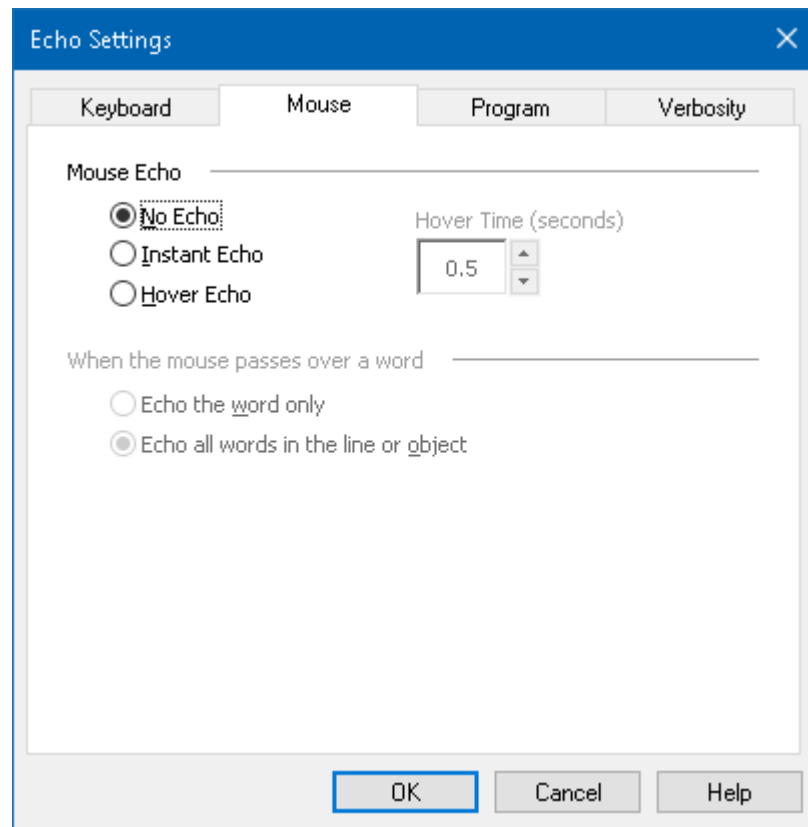 Echo Settings
Keyboard Mouse Program Verbosity
Mouse Echo
No Echo Hover Time (seconds)
Instant Echo 0.5
Hover Echo
When the mouse passes over a word
Echo the word only
Echo all words in the line or object
OK Cancel Help